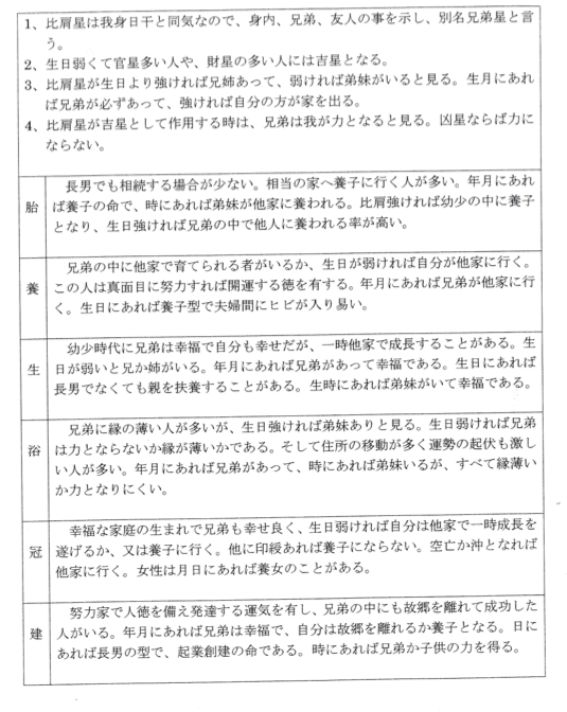 1、比肩星は我身日干と同気なので、身内、兄弟、友人の事を示し、別名兄弟星と言
う。
2、生日弱くて官星多い人や、財星の多い人には吉星となる。
3、比肩星が生日より強ければ兄姉あって、弱ければ弟妹がいると見る。生月にあれ
ば兄弟が必ずあって、強ければ自分の方が家を出る。
4、比肩星が吉星として作用する時は、兄弟は我が力となると見る。凶星ならば力に
ならない。
胎
長男でも相続する場合が少ない。相当の家へ養子に行く人が多い。年月にあれ
ば養子の命で、時にあれば弟妹が他家に養われる。比肩強ければ幼少の中に養子
となり、生日強ければ兄弟の中で他人に養われる率が高い。
養
兄弟の中に他家で育てられる者がいるか、生日が弱ければ自分が他家に行く。
この人は真面目に努力すれば開運する徳を有する。年月にあれば兄弟が他家に行
く。生日にあれば養子型で夫婦間にヒビが入り易い。
生
幼少時代に兄弟は幸福で自分も幸せだが、一時他家で成長することがある。生
日が弱いと兄か姉がいる。年月にあれば兄弟があって幸福である。生日にあれば
長男でなくても親を扶養することがある。生時にあれば弟妹がいて幸福である。
浴
兄弟に縁の薄い人が多いが、生日強ければ弟妹ありと見る。生日弱ければ兄弟
は力とならないか縁が薄いかである。そして住所の移動が多く運勢の起伏も激し
い人が多い。年月にあれば兄弟があって、時にあれば弟妹いるが、すべて縁薄い
か力となりにくい。
冠
幸福な家庭の生まれで兄弟も幸せ良く、生日弱ければ自分は他家で一時成長を
遂げるか、又は養子に行く。他に印綬あれば養子にならない。空亡か沖となれば
他家に行く。女性は月日にあれば養女のことがある。
建
努力家で人徳を備え発達する運気を有し、兄弟の中にも故郷を離れて成功した
人がいる。年月にあれば兄弟は幸福で、自分は故郷を離れるか養子となる。日に
あれば長男の型で、起業創建の命である。時にあれば兄弟か子供の力を得る。